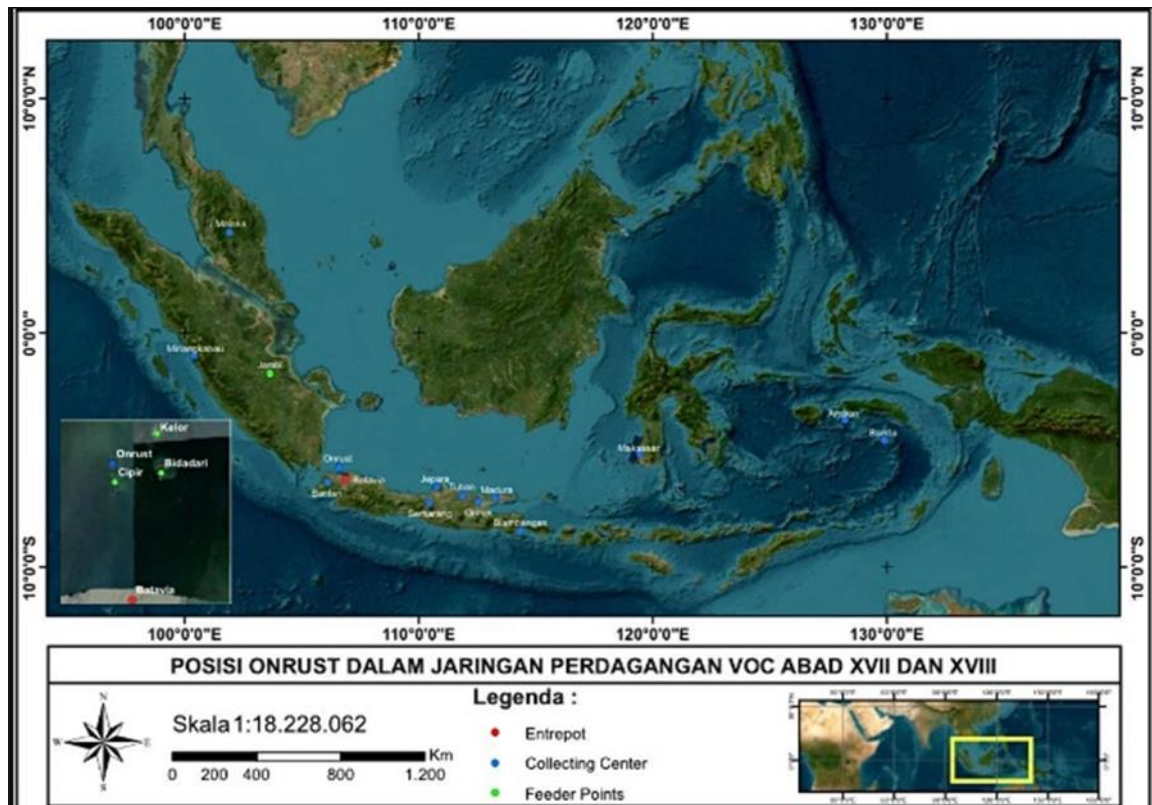 100°0'0"E 110°0'0"E 120°0'0"E 130°0'0"E
10°0'0"N 10°0'0"N
Malaka
0°0'0" 0°0'0"
Minangkabau
Jambi
Ambon
Banda
Makassar
Kelor
Onrust
Bidadari
Cipir
Batavia
Onrust
Batavia
Banten
Jepara
Tuban
Madura
Semarang
Gresik
Blambangan
10°0'0"S 10°0'0"S
100°0'0"E 110°0'0"E 120°0'0"E 130°0'0"E
POSISI ONRUST DALAM JARINGAN PERDAGANGAN VOC ABAD XVII DAN XVIII
N
W E
S
Skala 1:18.228.062
Km
0 200 400 800 1.200
Legenda :
Entrepot
Collecting Center
Feeder Points